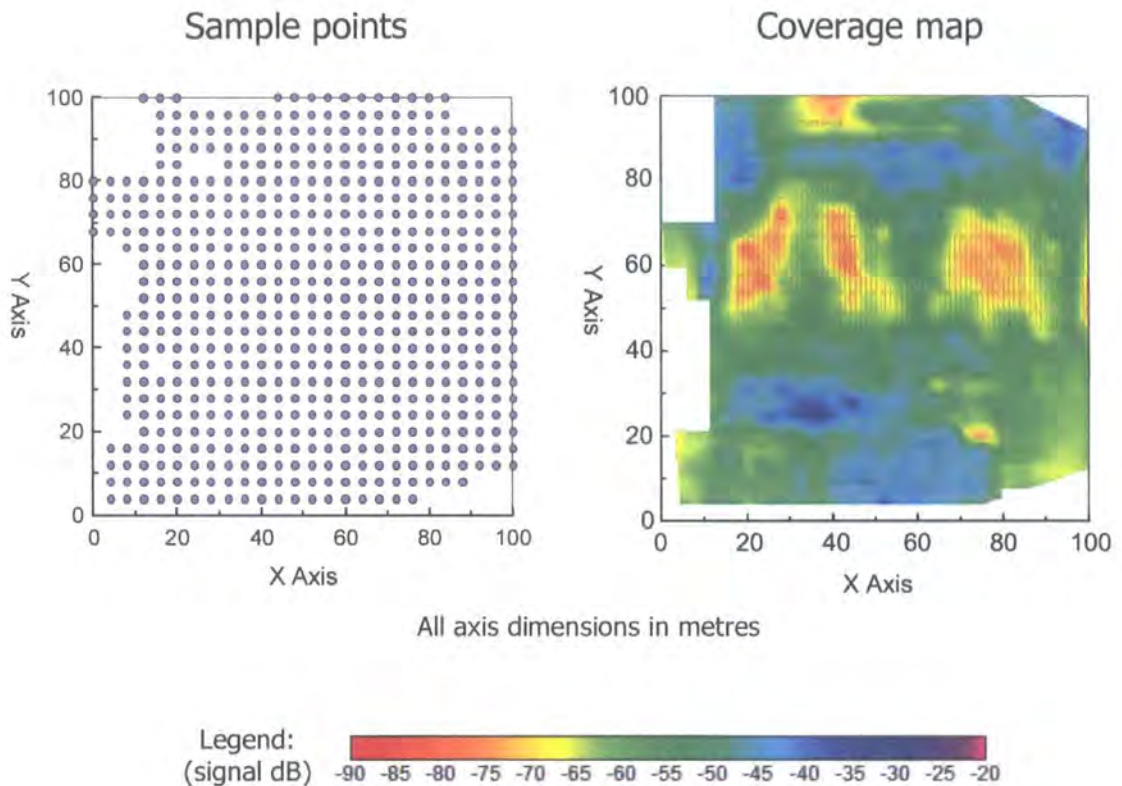 Sample points
Coverage map
100
80
60
40
20
0
Y Axis
0 20 40 60 80 100
X Axis
100
80
60
40
20
0
Y Axis
0 20 40 60 80 100
X Axis
All axis dimensions in metres
Legend:
(signal dB)
-90 -85 -80 -75 -70 -65 -60 -55 -50 -45 -40 -35 -30 -25 -20